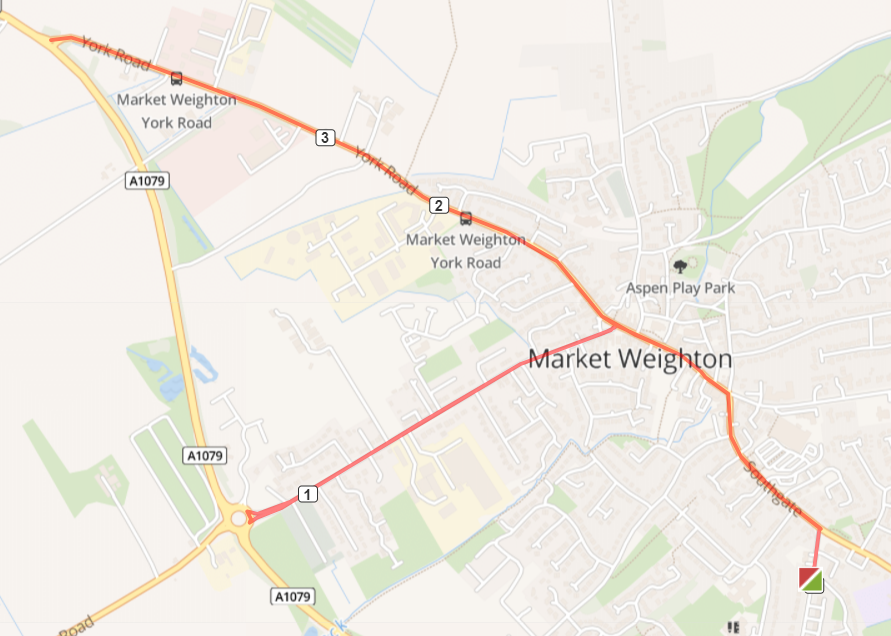 York Road
Market Weighton
York Road
3
York Road
A1079
2
Market Weighton
York Road
Aspen Play Park
Market Weighton
A1079
Southgate
1
A1079
Road